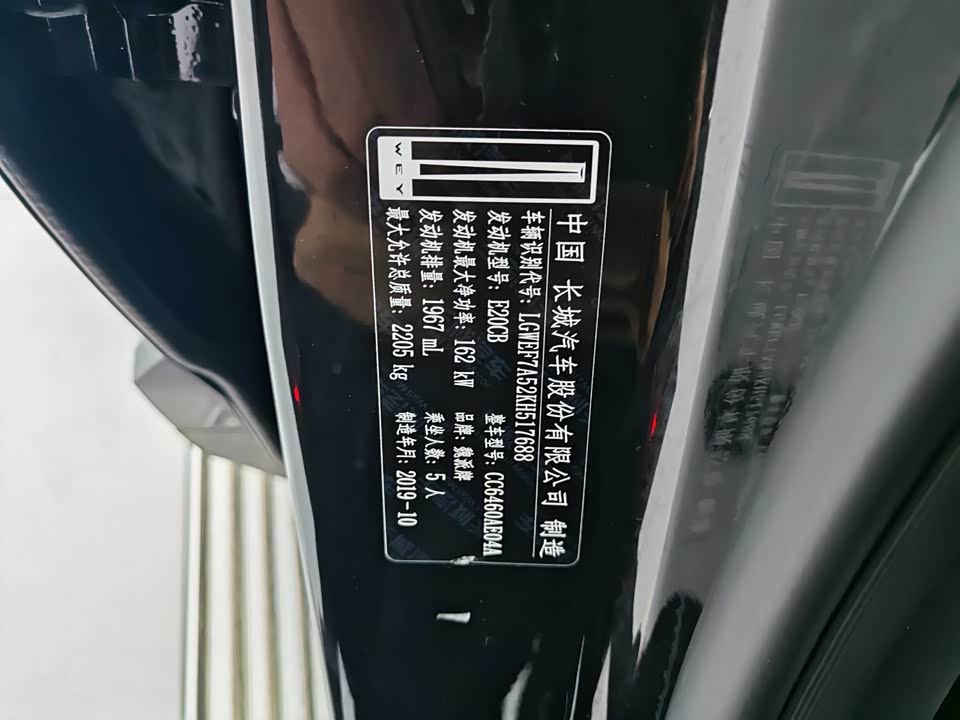 WEY
中国 长城汽车股份有限公司 制造
车辆识别代号: LGWEF7A52KH517688
发动机型号: E20CB 整车型号: CC6460AE04A
发动机最大净功率: 162 kW 品牌: 魏派牌
发动机排量: 1967 mL 乘坐人数: 5 人
最大允许总质量: 2205 kg 制造年月: 2019-10